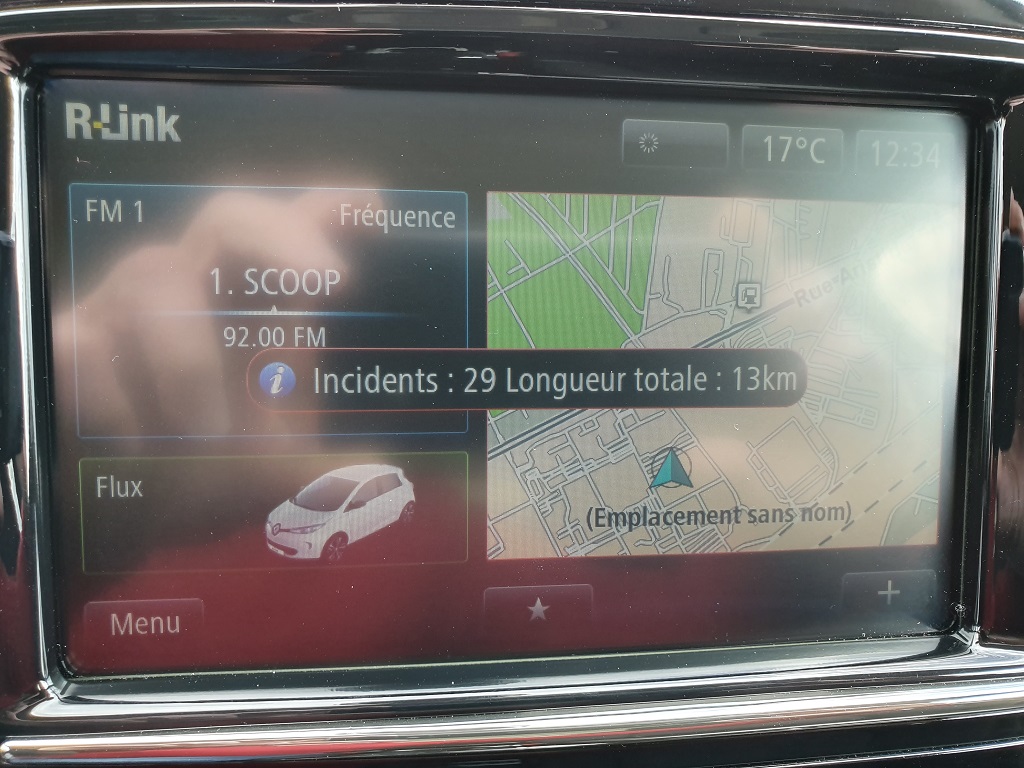 R-Link
17°C
12:34
FM 1
Fréquence
1. SCOOP
92.00 FM
Incidents : 29 Longueur totale : 13km
Flux
(Emplacement sans nom)
Menu